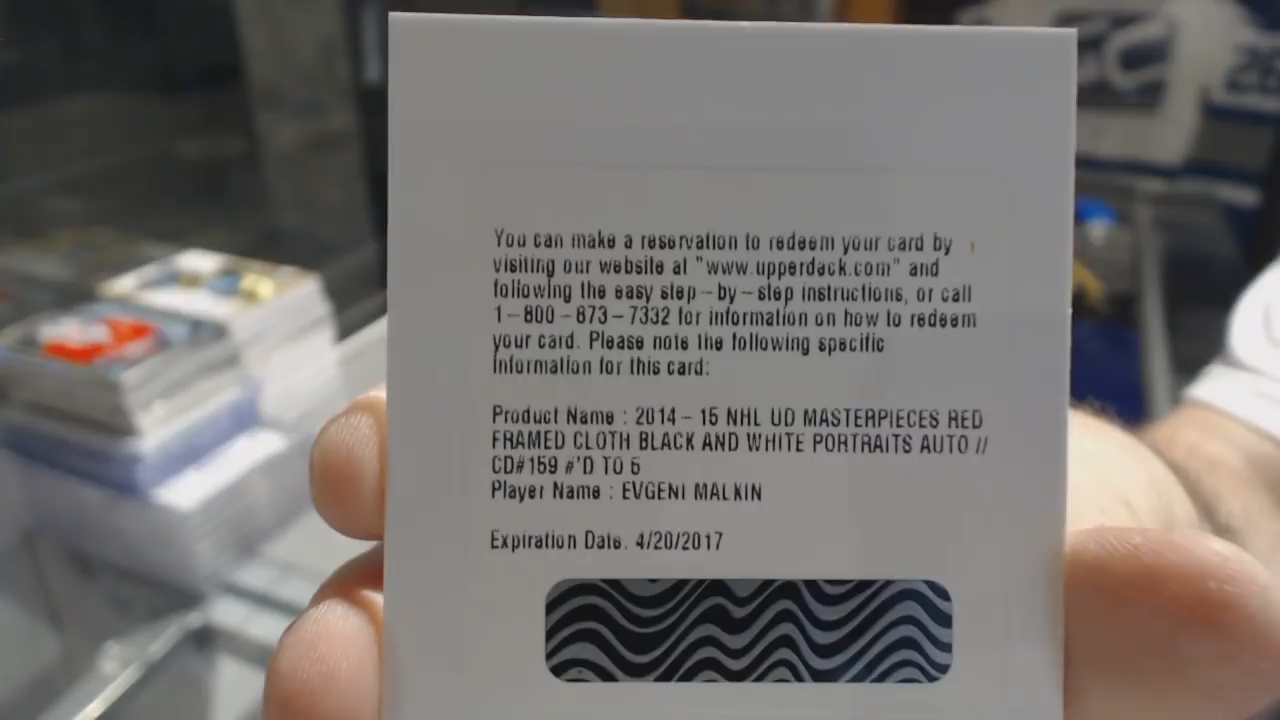 You can make a reservation to redeem your card by
visiting our website at "www.upperdeck.com" and
following the easy step-by-step instructions, or call
1-800-873-7332 for information on how to redeem
your card. Please note the following specific
information for this card:
Product Name : 2014-15 NHL UD MASTERPIECES RED
FRAMED CLOTH BLACK AND WHITE PORTRAITS AUTO //
CD#159 #'D TO 5
Player Name : EVGENI MALKIN
Expiration Date. 4/20/2017
26